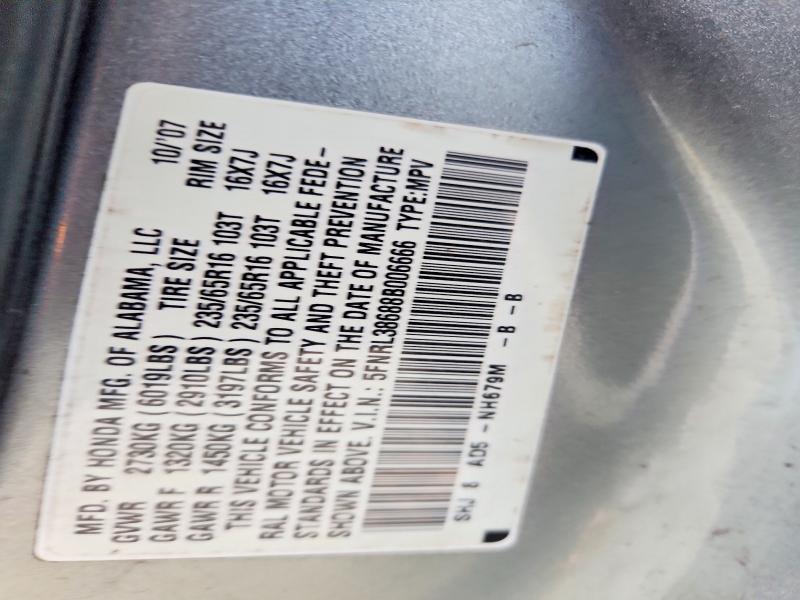 MFD. BY HONDA MFG. OF ALABAMA, LLC 10/'07
GVWR 2730KG (6019LBS) TIRE SIZE RIM SIZE
GAWR F 1320KG (2910LBS) 235/65R16 103T 16X7J
GAWR R 1450KG (3197LBS) 235/65R16 103T 16X7J
THIS VEHICLE CONFORMS TO ALL APPLICABLE FEDE-
RAL MOTOR VEHICLE SAFETY AND THEFT PREVENTION
STANDARDS IN EFFECT ON THE DATE OF MANUFACTURE
SHOWN ABOVE. V.I.N.: 5FNRL38688B006666 TYPE:MPV
SHJ 8 AD5 -NH679M -B -B